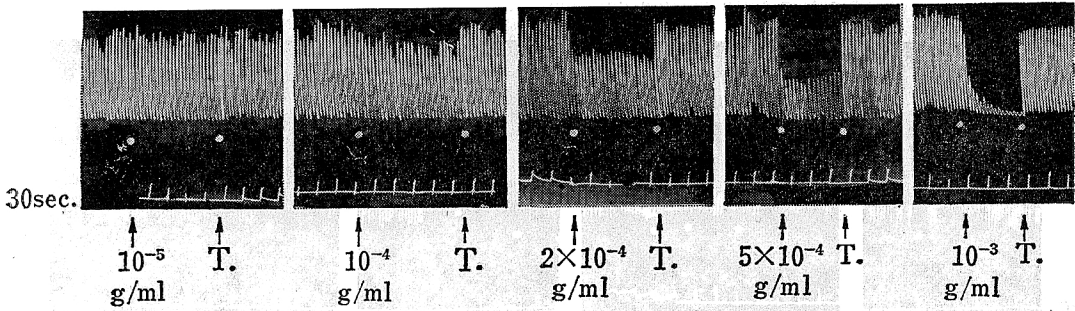 30sec.
10⁻⁵ T. 10⁻⁴ T. 2×10⁻⁴ T. 5×10⁻⁴ T. 10⁻³ T.
g/ml g/ml g/ml g/ml g/ml